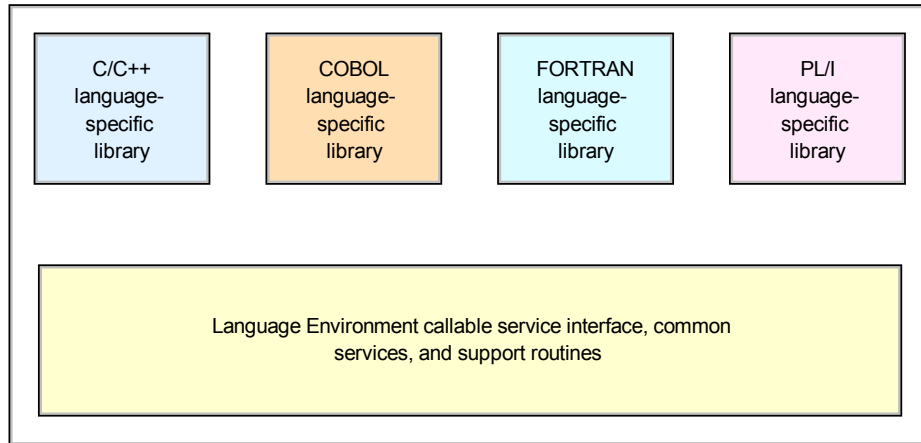 C/C++
language-
specific
library
COBOL
language-
specific
library
FORTRAN
language-
specific
library
PL/I
language-
specific
library
Language Environment callable service interface, common
services, and support routines